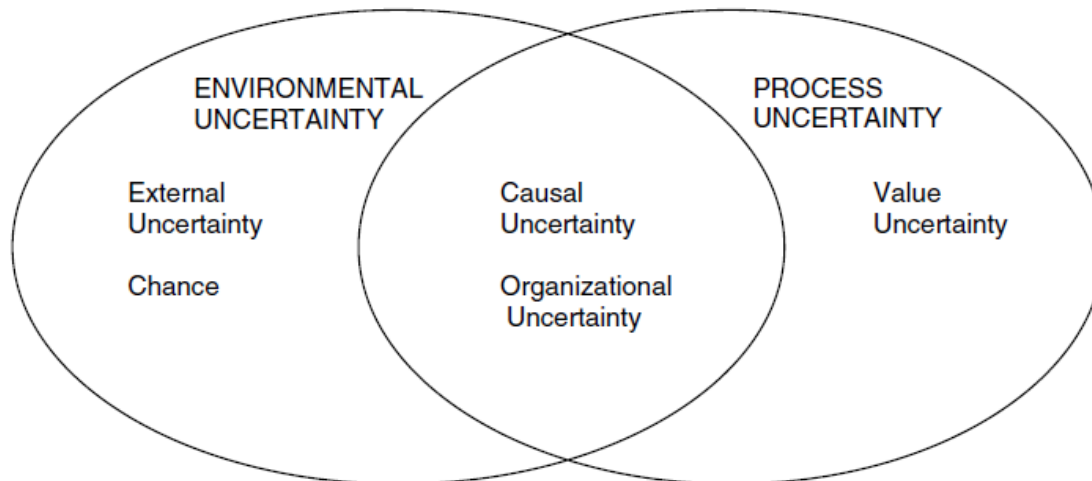 ENVIRONMENTAL
UNCERTAINTY
PROCESS
UNCERTAINTY
External
Uncertainty
Chance
Causal
Uncertainty
Organizational
Uncertainty
Value
Uncertainty